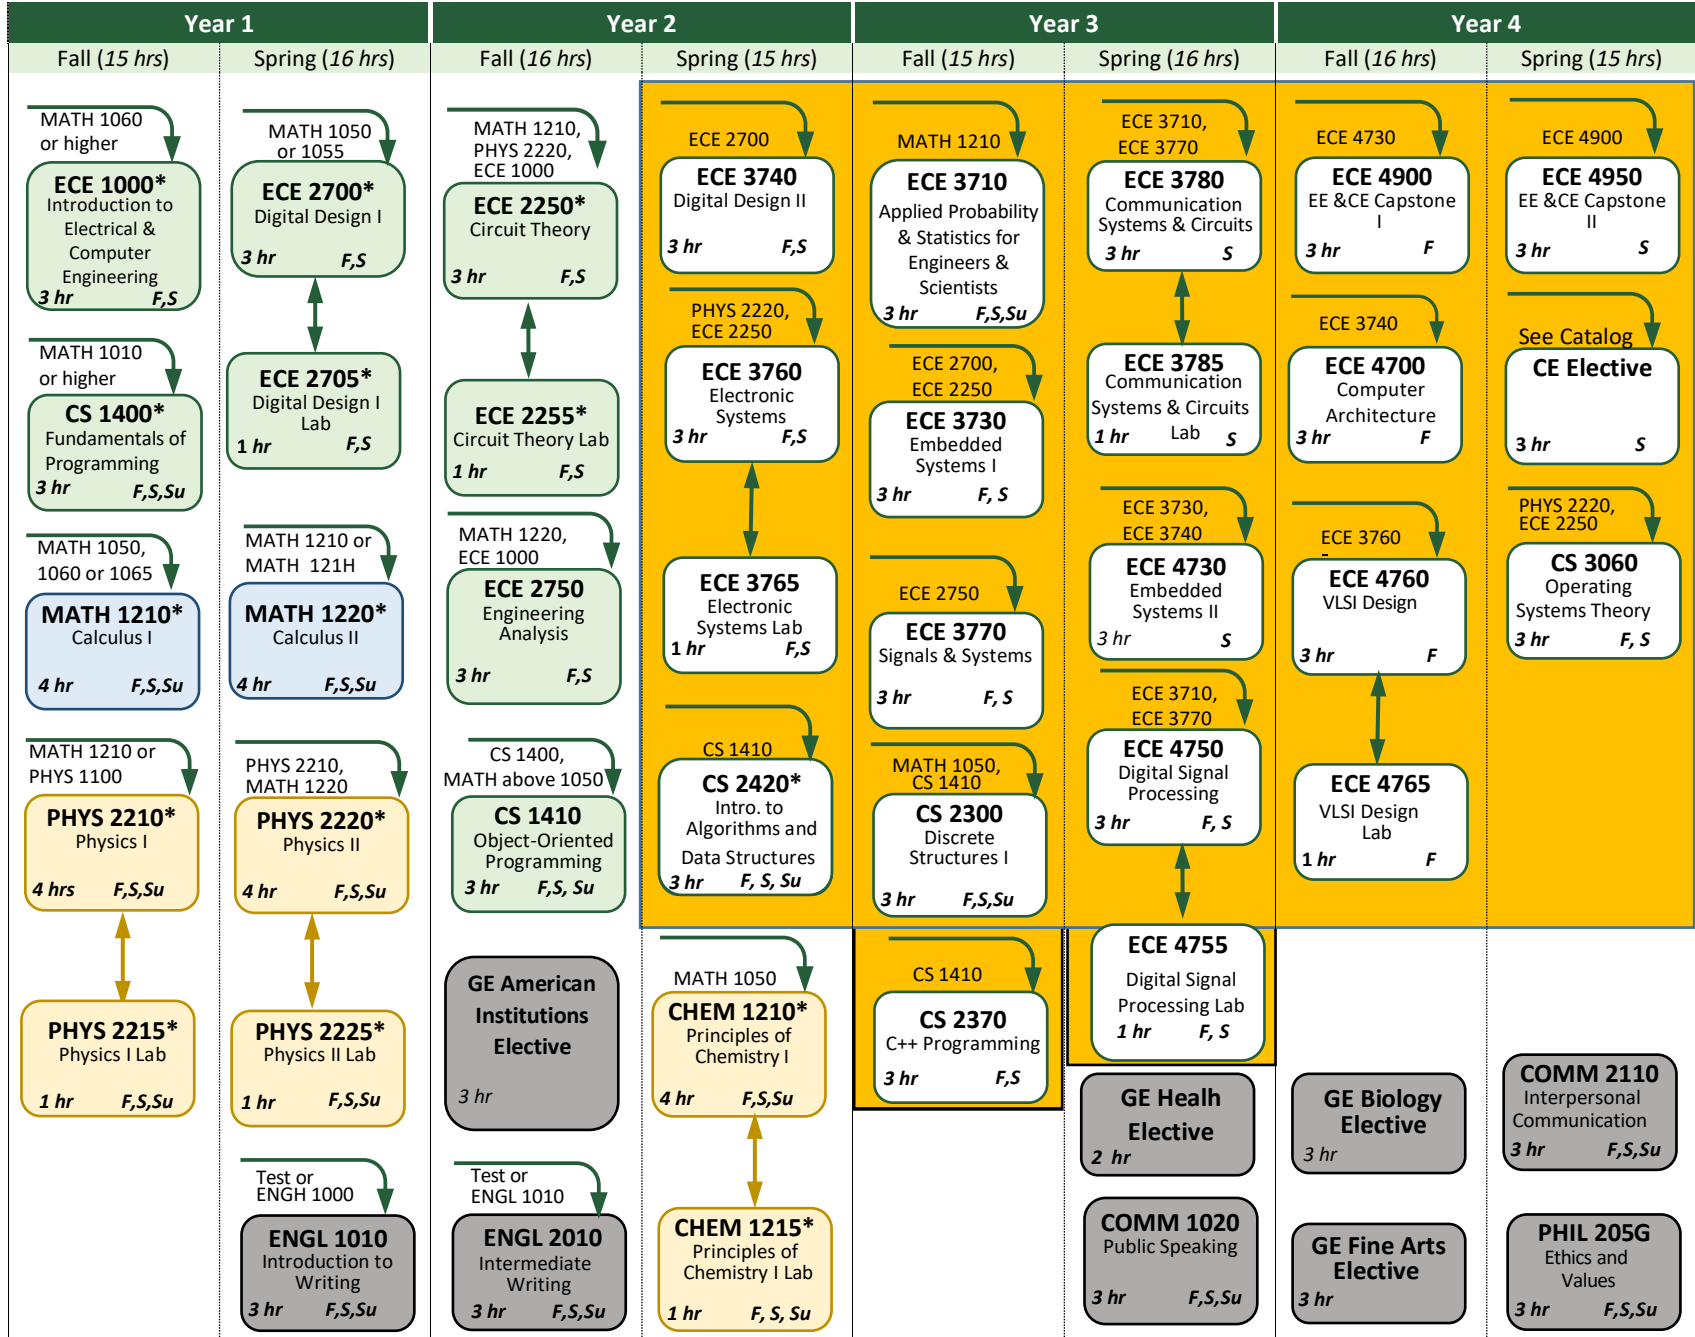 Year 1
Year 2
Year 3
Year 4
Fall (15 hrs)
Spring (16 hrs)
Fall (16 hrs)
Spring (15 hrs)
Fall (15 hrs)
Spring (16 hrs)
Fall (16 hrs)
Spring (15 hrs)
MATH 1060
or higher
ECE 1000*
Introduction to
Electrical &
Computer
Engineering
3 hr F,S
MATH 1010
or higher
CS 1400*
Fundamentals of
Programming
3 hr F,S,Su
MATH 1050,
1060 or 1065
MATH 1210*
Calculus I
4 hr F,S,Su
MATH 1210 or
PHYS 1100
PHYS 2210*
Physics I
4 hrs F,S,Su
PHYS 2215*
Physics I Lab
1 hr F,S,Su
MATH 1050
or 1055
ECE 2700*
Digital Design I
3 hr F,S
ECE 2705*
Digital Design I
Lab
1 hr F,S
MATH 1210 or
MATH 121H
MATH 1220*
Calculus II
4 hr F,S,Su
PHYS 2210,
MATH 1220
PHYS 2220*
Physics II
4 hr F,S,Su
PHYS 2225*
Physics II Lab
1 hr F,S,Su
Test or
ENGH 1000
ENGL 1010
Introduction to
Writing
3 hr F,S,Su
MATH 1210,
PHYS 2220,
ECE 1000
ECE 2250*
Circuit Theory
3 hr F,S
ECE 2255*
Circuit Theory Lab
1 hr F,S
MATH 1220,
ECE 1000
ECE 2750
Engineering
Analysis
3 hr F,S
CS 1400,
MATH above 1050
CS 1410
Object-Oriented
Programming
3 hr F,S, Su
GE American
Institutions
Elective
3 hr
Test or
ENGL 1010
ENGL 2010
Intermediate
Writing
3 hr F,S,Su
ECE 2700
ECE 3740
Digital Design II
3 hr F,S
PHYS 2220,
ECE 2250
ECE 3760
Electronic
Systems
3 hr F,S
ECE 3765
Electronic
Systems Lab
1 hr F,S
CS 1410
CS 2420*
Intro. to
Algorithms and
Data Structures
3 hr F, S, Su
MATH 1050
CHEM 1210*
Principles of
Chemistry I
4 hr F,S,Su
CHEM 1215*
Principles of
Chemistry I Lab
1 hr F, S, Su
MATH 1210
ECE 3710
Applied Probability
& Statistics for
Engineers &
Scientists
3 hr F,S,Su
ECE 2700,
ECE 2250
ECE 3730
Embedded
Systems I
3 hr F, S
ECE 2750
ECE 3770
Signals & Systems
3 hr F, S
MATH 1050,
CS 1410
CS 2300
Discrete
Structures I
3 hr F,S,Su
CS 1410
CS 2370
C++ Programming
3 hr F,S
ECE 3710,
ECE 3770
ECE 3780
Communication
Systems & Circuits
3 hr S
ECE 3785
Communication
Systems & Circuits
Lab
1 hr S
ECE 3730,
ECE 3740
ECE 4730
Embedded
Systems II
3 hr S
ECE 3710,
ECE 3770
ECE 4750
Digital Signal
Processing
3 hr F, S
ECE 4755
Digital Signal
Processing Lab
1 hr F, S
GE Healh
Elective
2 hr
COMM 1020
Public Speaking
3 hr F,S,Su
ECE 4730
ECE 4900
EE &CE Capstone
I
3 hr F
ECE 3740
ECE 4700
Computer
Architecture
3 hr F
ECE 3760
ECE 4760
VLSI Design
3 hr F
ECE 4765
VLSI Design
Lab
1 hr F
GE Biology
Elective
3 hr
GE Fine Arts
Elective
3 hr
ECE 4900
ECE 4950
EE &CE Capstone
II
3 hr S
See Catalog
CE Elective
3 hr S
PHYS 2220,
ECE 2250
CS 3060
Operating
Systems Theory
3 hr F, S
COMM 2110
Interpersonal
Communication
3 hr F,S,Su
PHIL 205G
Ethics and
Values
3 hr F,S,Su